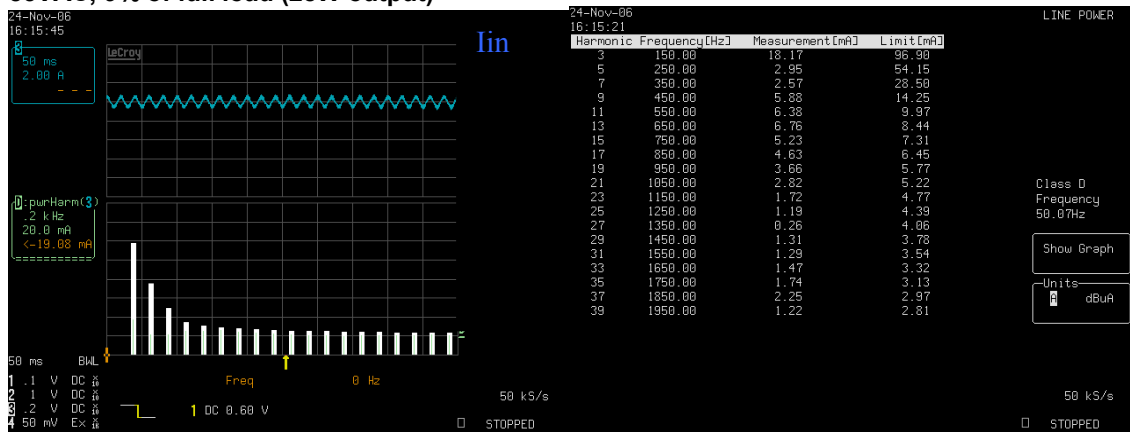 24-Nov-06
16:15:45
3
50 ms
2.00 A
---
LeCroy
Iin
D:pwrHarm(3)
.2 kHz
20.0 mA
<-19.08 mA
50 ms BWL
1 .1 V DC
2 1 V DC
3 .2 V DC
4 50 mV Ex
Freq 0 Hz
1 DC 0.60 V
50 kS/s
STOPPED
24-Nov-06
16:15:21
LINE POWER
Harmonic Frequency[Hz] Measurement[mA] Limit[mA]
3 150.00 18.17 96.90
5 250.00 2.95 54.15
7 350.00 2.57 28.50
9 450.00 5.88 14.25
11 550.00 6.38 9.97
13 650.00 6.76 8.44
15 750.00 5.23 7.31
17 850.00 4.63 6.45
19 950.00 3.66 5.77
21 1050.00 2.82 5.22
23 1150.00 1.72 4.77
25 1250.00 1.19 4.39
27 1350.00 0.26 4.06
29 1450.00 1.31 3.78
31 1550.00 1.29 3.54
33 1650.00 1.47 3.32
35 1750.00 1.74 3.13
37 1850.00 2.25 2.97
39 1950.00 1.22 2.81
Class D
Frequency
50.07Hz
Show Graph
Units
A dBuA
50 kS/s
STOPPED